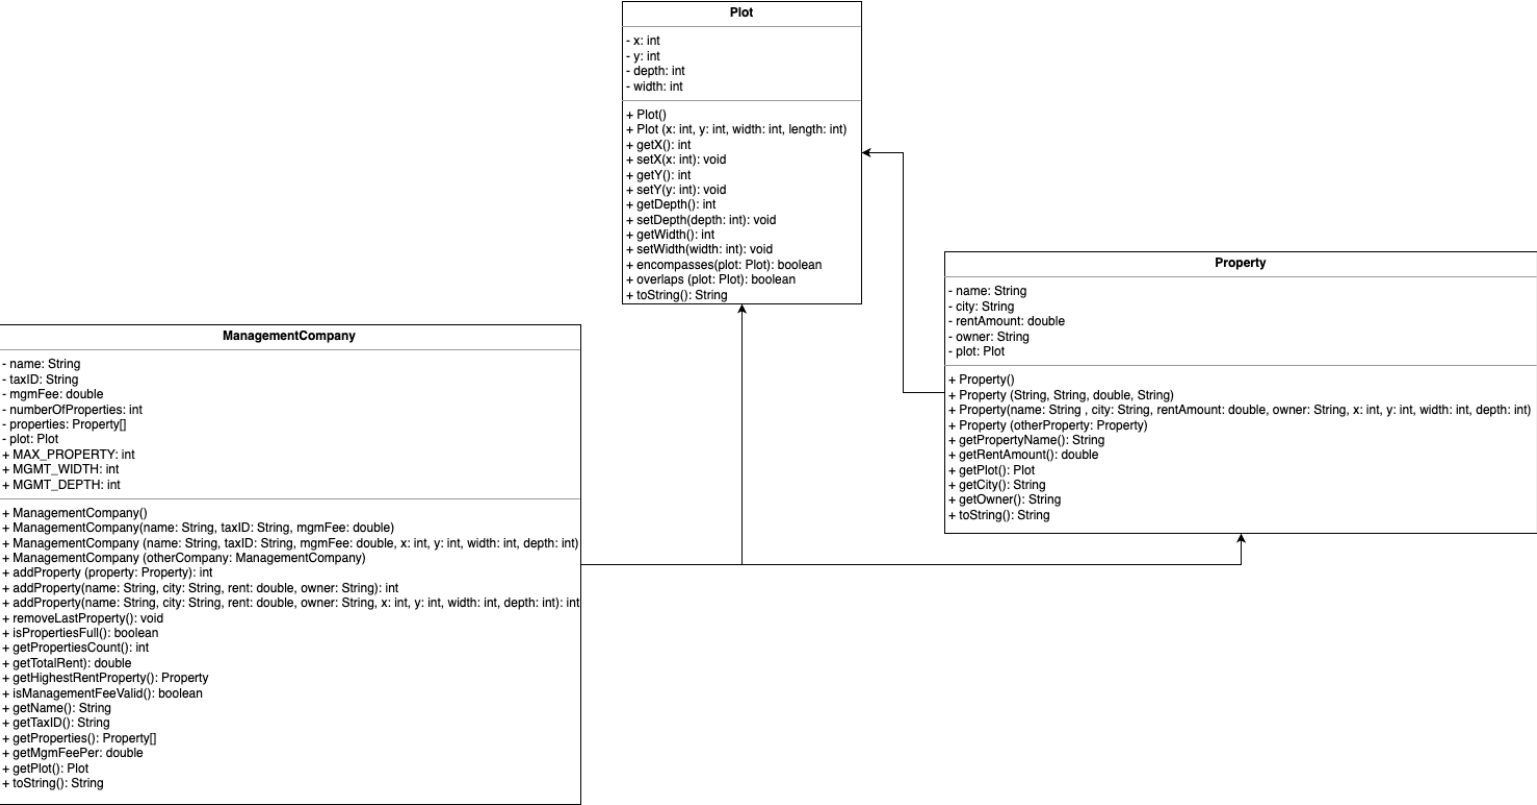 Plot
- x: int
- y: int
- depth: int
- width: int
+ Plot()
+ Plot (x: int, y: int, width: int, length: int)
+ getX(): int
+ setX(x: int): void
+ getY(): int
+ setY(y: int): void
+ getDepth(): int
+ setDepth(depth: int): void
+ getWidth(): int
+ setWidth(width: int): void
+ encompasses(plot: Plot): boolean
+ overlaps (plot: Plot): boolean
+ toString(): String
Property
- name: String
- city: String
- rentAmount: double
- owner: String
- plot: Plot
+ Property()
+ Property (String, String, double, String)
+ Property(name: String , city: String, rentAmount: double, owner: String, x: int, y: int, width: int, depth: int)
+ Property (otherProperty: Property)
+ getPropertyName(): String
+ getRentAmount(): double
+ getPlot(): Plot
+ getCity(): String
+ getOwner(): String
+ toString(): String
ManagementCompany
- name: String
- taxID: String
- mgmFee: double
- numberOfProperties: int
- properties: Property[]
- plot: Plot
+ MAX_PROPERTY: int
+ MGMT_WIDTH: int
+ MGMT_DEPTH: int
+ ManagementCompany()
+ ManagementCompany(name: String, taxID: String, mgmFee: double)
+ ManagementCompany (name: String, taxID: String, mgmFee: double, x: int, y: int, width: int, depth: int)
+ ManagementCompany (otherCompany: ManagementCompany)
+ addProperty (property: Property): int
+ addProperty(name: String, city: String, rent: double, owner: String): int
+ addProperty(name: String, city: String, rent: double, owner: String, x: int, y: int, width: int, depth: int): int
+ removeLastProperty(): void
+ isPropertiesFull(): boolean
+ getPropertiesCount(): int
+ getTotalRent): double
+ getHighestRentProperty(): Property
+ isManagementFeeValid(): boolean
+ getName(): String
+ getTaxID(): String
+ getProperties(): Property[]
+ getMgmFeePer: double
+ getPlot(): Plot
+ toString(): String